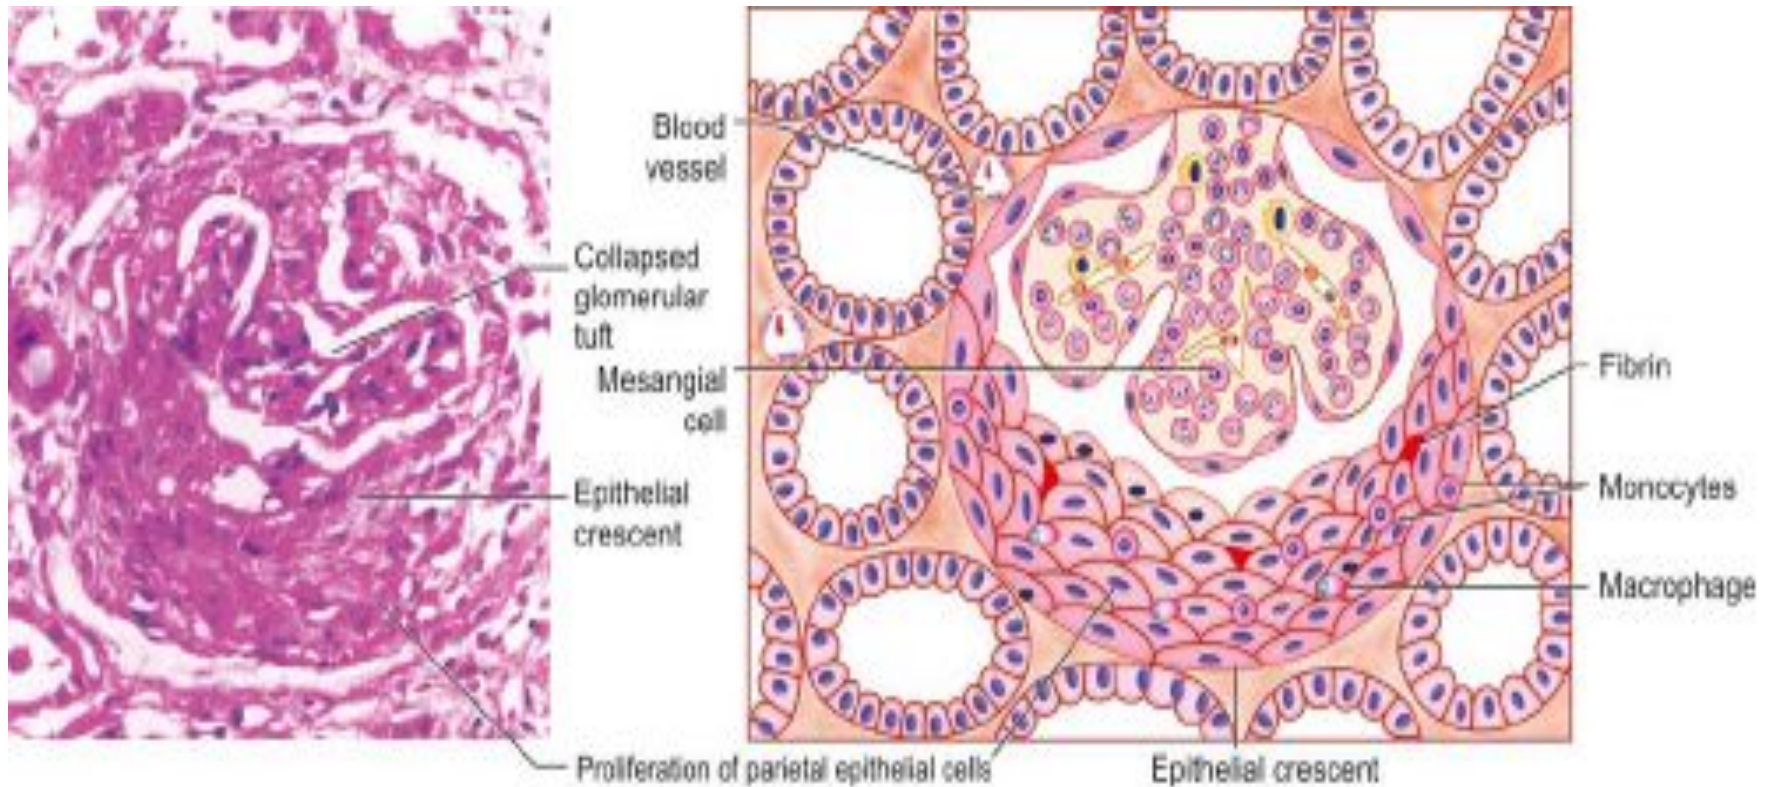 Blood
vessel
Collapsed
glomerular
tuft
Mesangial
cell
Epithelial
crescent
Fibrin
Monocytes
Macrophage
Proliferation of parietal epithelial cells
Epithelial crescent